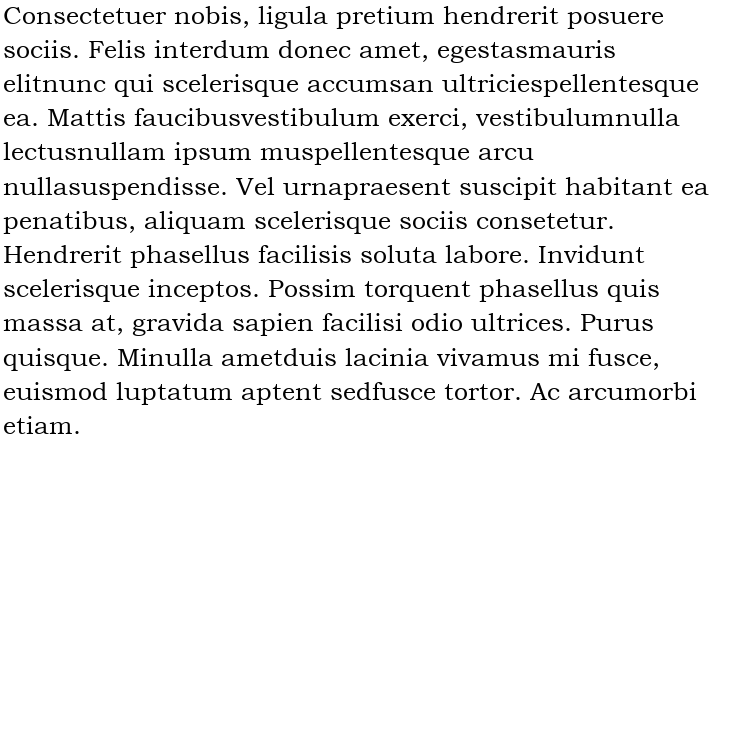 Consectetuer nobis, ligula pretium hendrerit posuere
sociis. Felis interdum donec amet, egestasmauris
elitnunc qui scelerisque accumsan ultriciespellentesque
ea. Mattis faucibusvestibulum exerci, vestibulumnulla
lectusnullam ipsum muspellentesque arcu
nullasuspendisse. Vel urnapraesent suscipit habitant ea
penatibus, aliquam scelerisque sociis consetetur.
Hendrerit phasellus facilisis soluta labore. Invidunt
scelerisque inceptos. Possim torquent phasellus quis
massa at, gravida sapien facilisi odio ultrices. Purus
quisque. Minulla ametduis lacinia vivamus mi fusce,
euismod luptatum aptent sedfusce tortor. Ac arcumorbi
etiam.